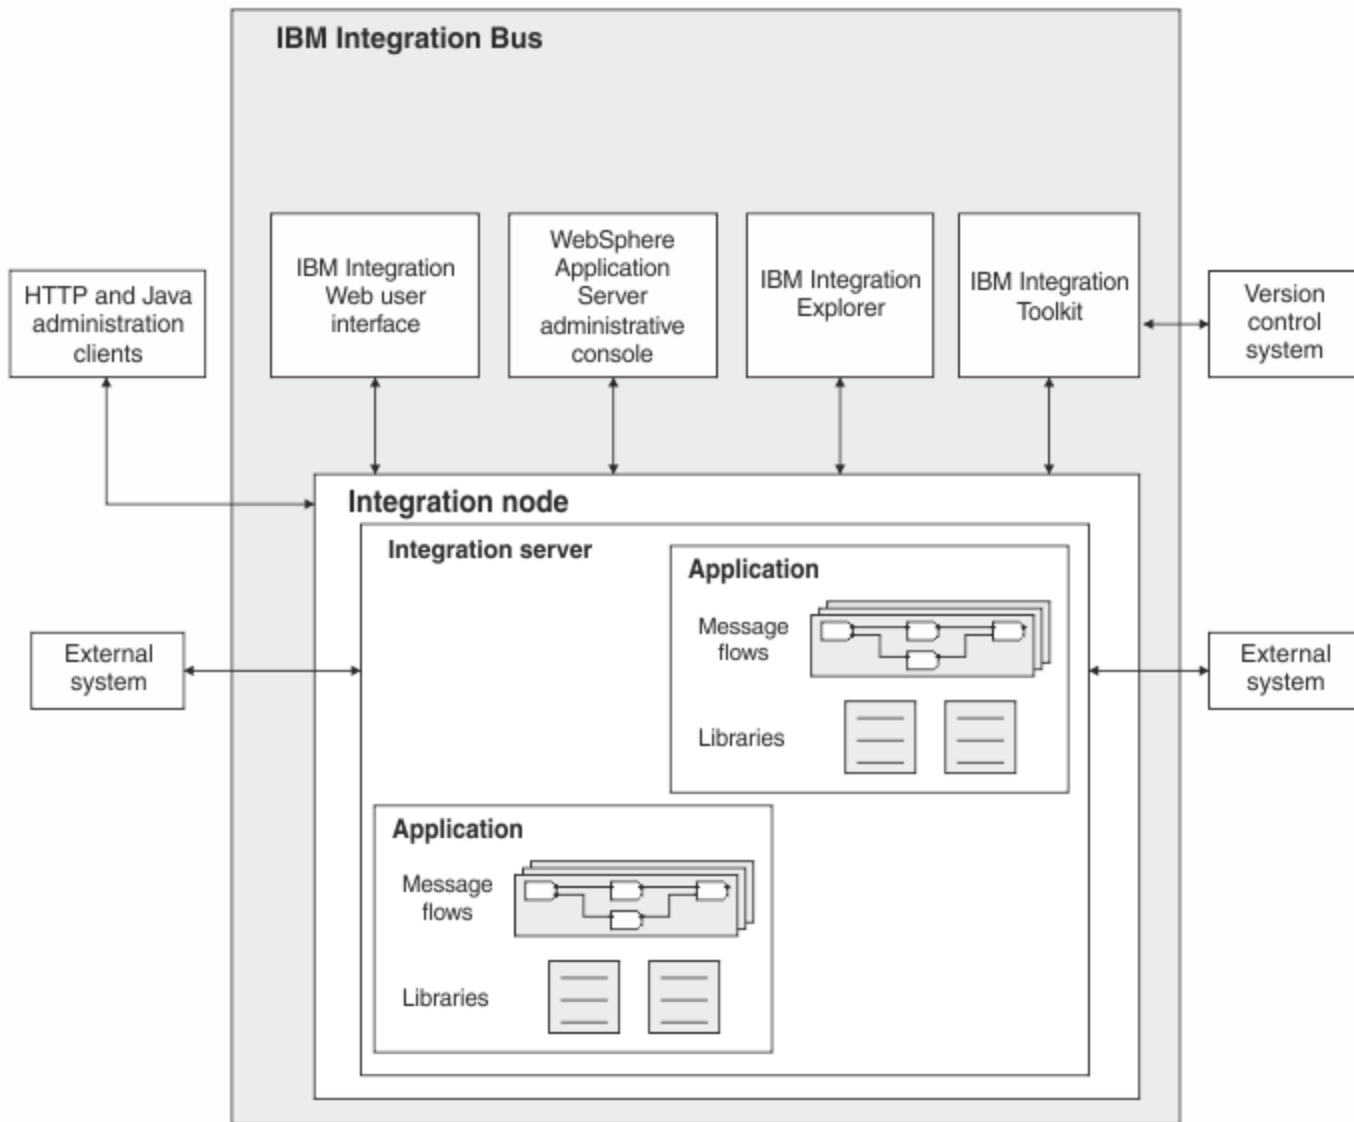 IBM Integration Bus
HTTP and Java
administration
clients
IBM Integration
Web user
interface
WebSphere
Application
Server
administrative
console
IBM Integration
Explorer
IBM Integration
Toolkit
Version
control
system
Integration node
Integration server
Application
Message
flows
Libraries
External
system
External
system
Application
Message
flows
Libraries